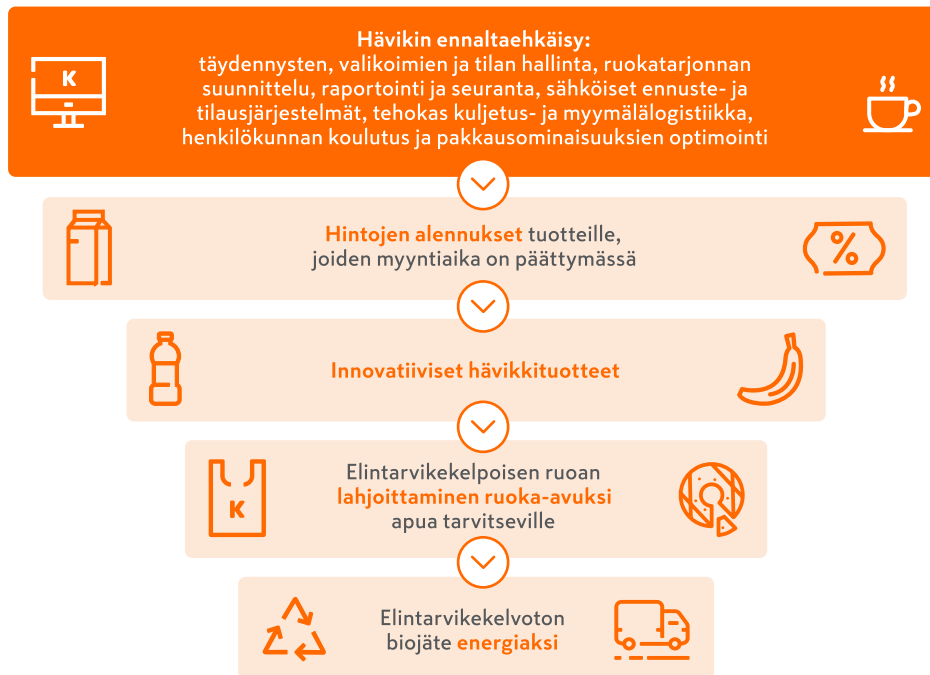 K
Hävikin ennaltaehkäisy:
täydennysten, valikoimien ja tilan hallinta, ruokatarjonnan
suunnittelu, raportointi ja seuranta, sähköiset ennuste- ja
tilausjärjestelmät, tehokas kuljetus- ja myymälälogistiikka,
henkilökunnan koulutus ja pakkausominaisuuksien optimointi
Hintojen alennukset tuotteille,
joiden myyntiaika on päättymässä
%
Innovatiiviset hävikkituotteet
K
Elintarvikekelpoisen ruoan
lahjoittaminen ruoka-avuksi
apua tarvitseville
Elintarvikekelvoton
biojäte energiaksi